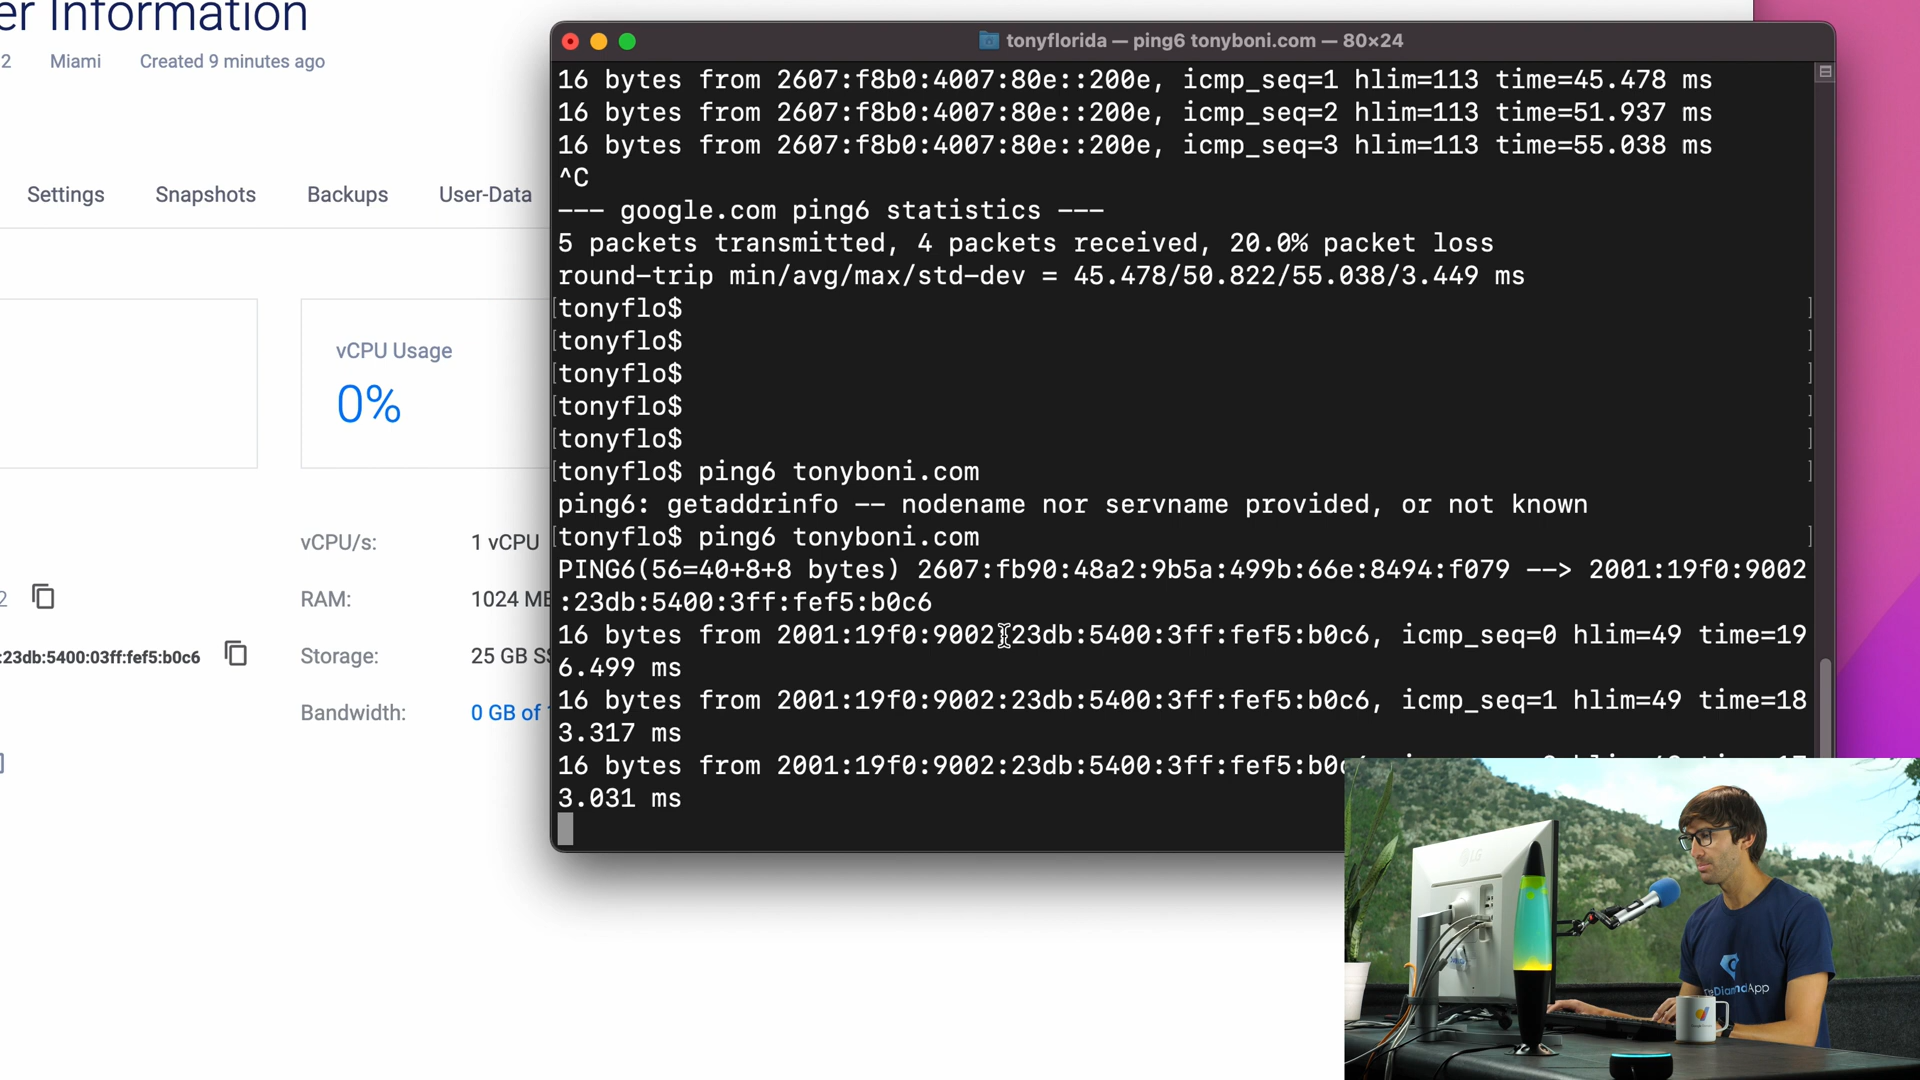 er Information
2 Miami Created 9 minutes ago
Settings Snapshots Backups User-Data
vCPU Usage
0%
vCPU/s: 1 vCPU
2 RAM: 1024 MB
:23db:5400:03ff:fef5:b0c6 Storage: 25 GB SS
Bandwidth: 0 GB of
tonyflorida — ping6 tonyboni.com — 80×24
16 bytes from 2607:f8b0:4007:80e::200e, icmp_seq=1 hlim=113 time=45.478 ms
16 bytes from 2607:f8b0:4007:80e::200e, icmp_seq=2 hlim=113 time=51.937 ms
16 bytes from 2607:f8b0:4007:80e::200e, icmp_seq=3 hlim=113 time=55.038 ms
^C
--- google.com ping6 statistics ---
5 packets transmitted, 4 packets received, 20.0% packet loss
round-trip min/avg/max/std-dev = 45.478/50.822/55.038/3.449 ms
[tonyflo$ ]
[tonyflo$ ]
[tonyflo$ ]
[tonyflo$ ]
[tonyflo$ ]
[tonyflo$ ping6 tonyboni.com ]
ping6: getaddrinfo -- nodename nor servname provided, or not known
[tonyflo$ ping6 tonyboni.com ]
PING6(56=40+8+8 bytes) 2607:fb90:48a2:9b5a:499b:66e:8494:f079 --> 2001:19f0:9002
:23db:5400:3ff:fef5:b0c6
16 bytes from 2001:19f0:9002:23db:5400:3ff:fef5:b0c6, icmp_seq=0 hlim=49 time=19
6.499 ms
16 bytes from 2001:19f0:9002:23db:5400:3ff:fef5:b0c6, icmp_seq=1 hlim=49 time=18
3.317 ms
16 bytes from 2001:19f0:9002:23db:5400:3ff:fef5:b0c
3.031 ms
LG
eDiamondApp